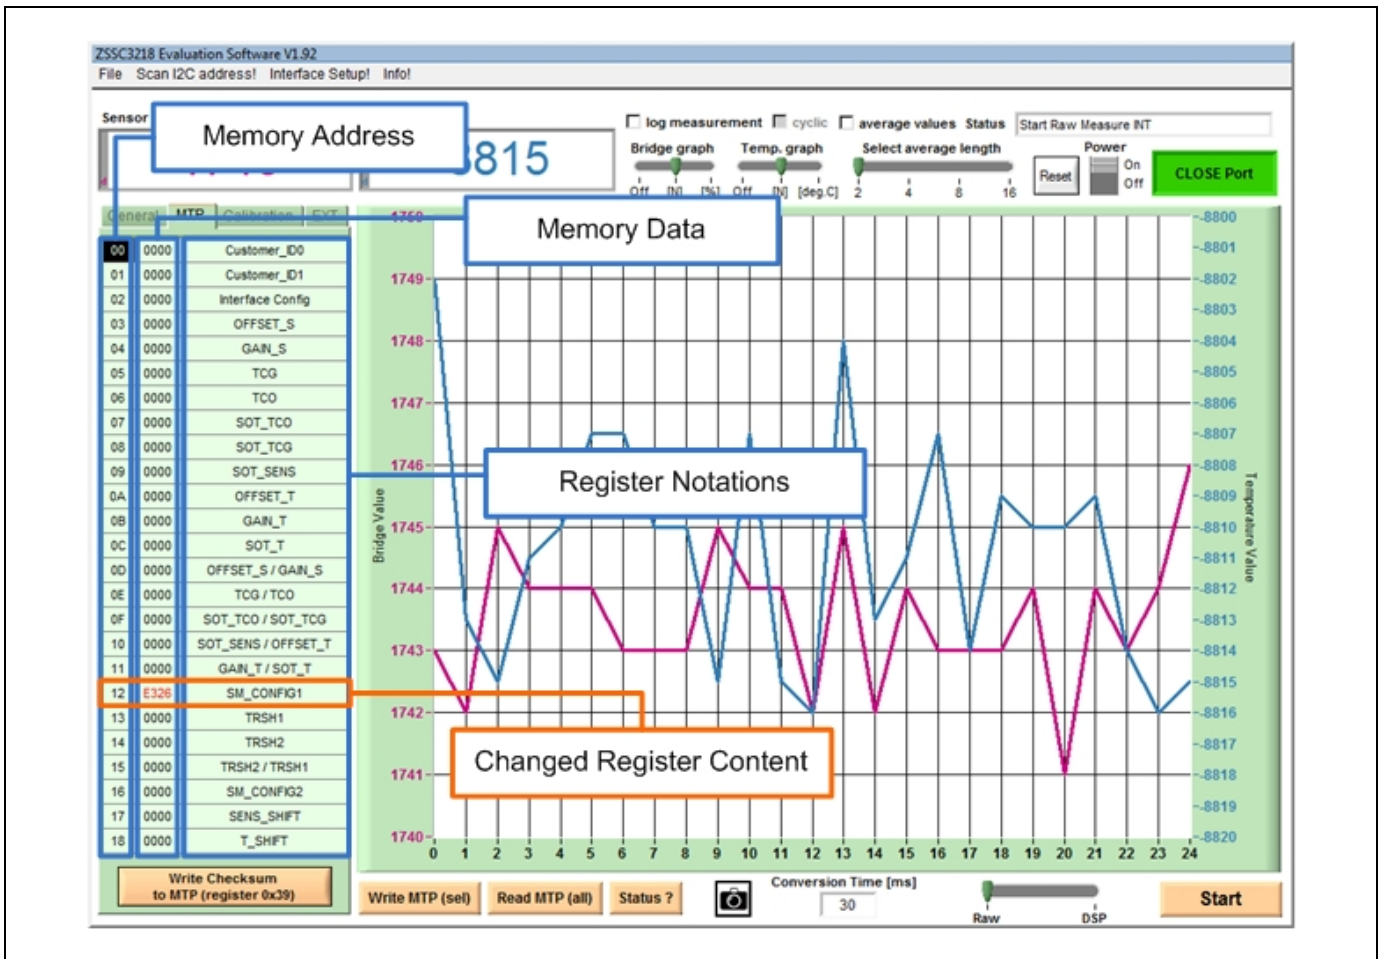 ZSSC3218 Evaluation Software V1.92
File Scan I2C address! Interface Setup! Info!
Sensor
Memory Address
8815
log measurement cyclic average values Status Start Raw Measure INT
Bridge graph Temp. graph Select average length
Off [N] [%] Off [N] [deg.C] 2 4 8 16
Reset
Power
On
Off
CLOSE Port
General MTP Calibration EXT
Memory Data
00 0000 Customer_ID0
01 0000 Customer_ID1
02 0000 Interface Config
03 0000 OFFSET_S
04 0000 GAIN_S
05 0000 TCG
06 0000 TCO
07 0000 SOT_TCO
08 0000 SOT_TCG
09 0000 SOT_SENS
0A 0000 OFFSET_T
0B 0000 GAIN_T
0C 0000 SOT_T
0D 0000 OFFSET_S / GAIN_S
0E 0000 TCG / TCO
0F 0000 SOT_TCO / SOT_TCG
10 0000 SOT_SENS / OFFSET_T
11 0000 GAIN_T / SOT_T
12 E326 SM_CONFIG1
13 0000 TRSH1
14 0000 TRSH2
15 0000 TRSH2 / TRSH1
16 0000 SM_CONFIG2
17 0000 SENS_SHIFT
18 0000 T_SHIFT
Write Checksum
to MTP (register 0x39)
Bridge Value
1750
1749
1748
1747
1746
1745
1744
1743
1742
1741
1740
Register Notations
Changed Register Content
0 1 2 3 4 5 6 7 8 9 10 11 12 13 14 15 16 17 18 19 20 21 22 23 24
-8800
-8801
-8802
-8803
-8804
-8805
-8806
-8807
-8808
-8809
-8810
-8811
-8812
-8813
-8814
-8815
-8816
-8817
-8818
-8819
-8820
Temperature Value
Write MTP (sel) Read MTP (all) Status ?
Conversion Time [ms]
30
Raw DSP
Start